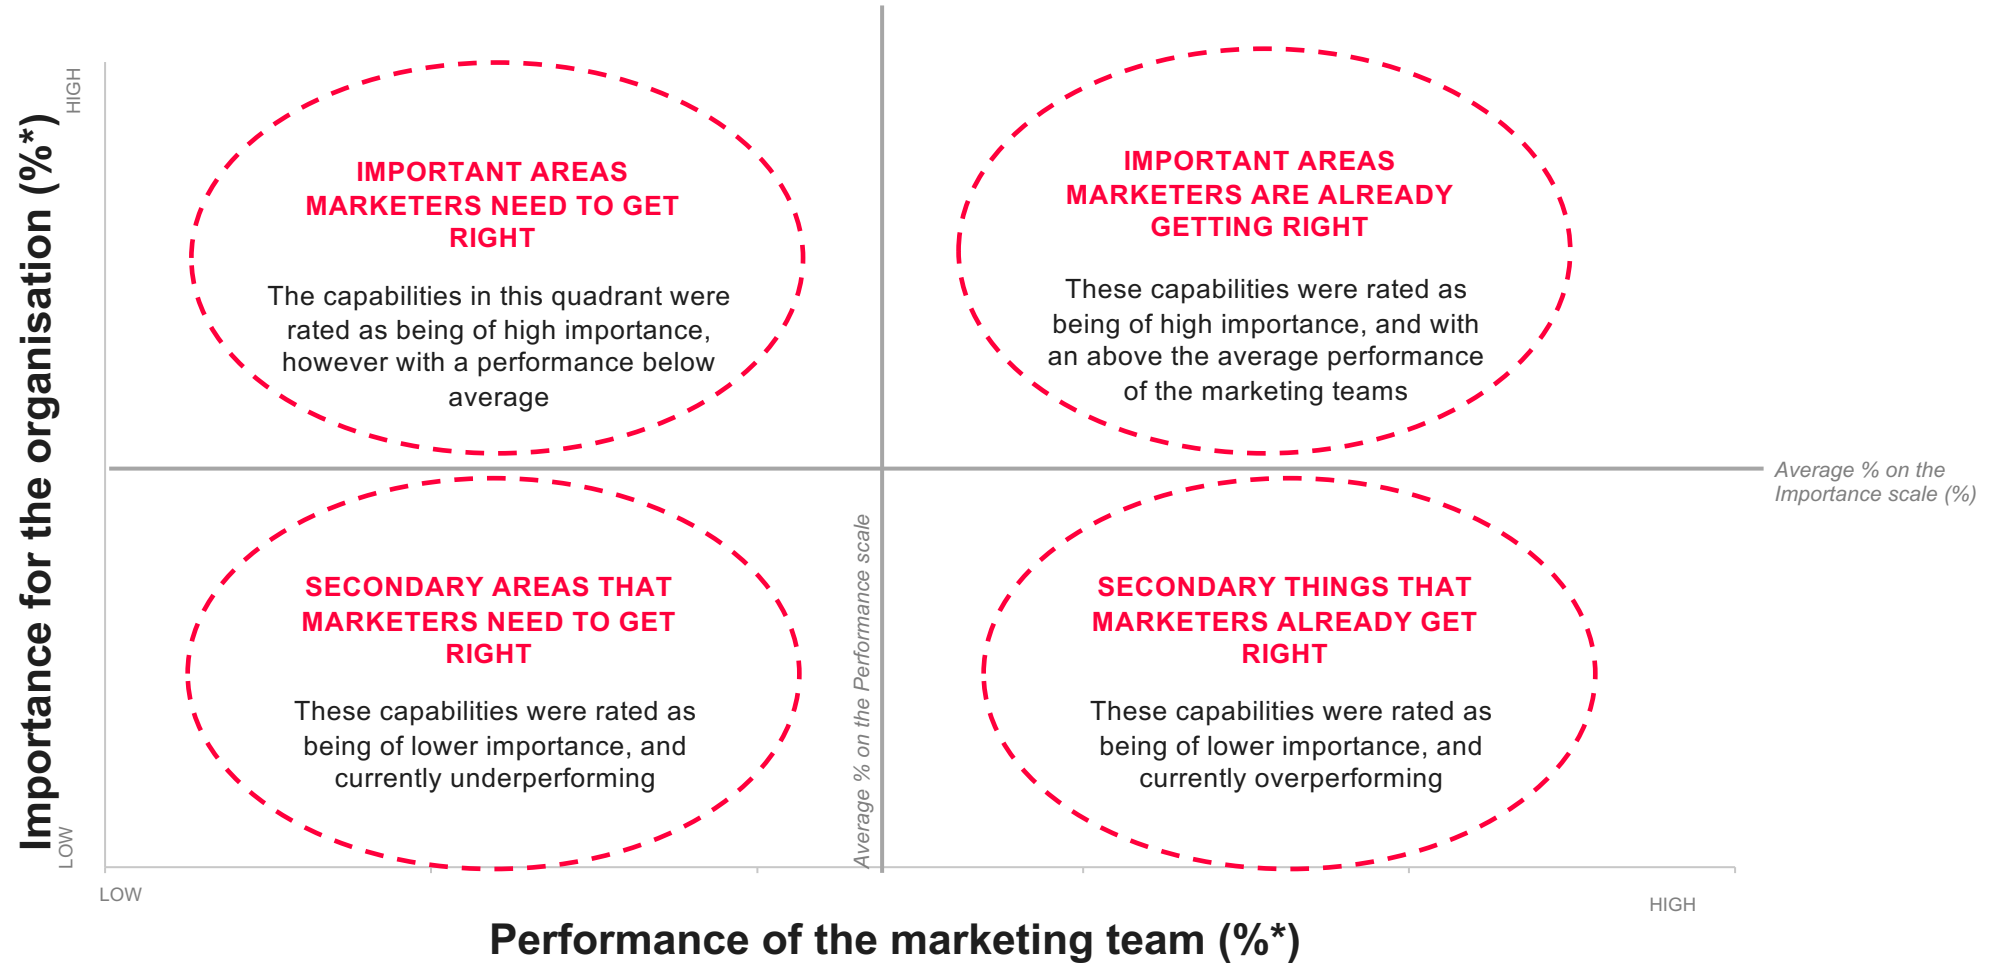 HIGH
Importance for the organisation (%*)
LOW
IMPORTANT AREAS
MARKETERS NEED TO GET
RIGHT
The capabilities in this quadrant were
rated as being of high importance,
however with a performance below
average
IMPORTANT AREAS
MARKETERS ARE ALREADY
GETTING RIGHT
These capabilities were rated as
being of high importance, and with
an above the average performance
of the marketing teams
Average % on the
Importance scale (%)
SECONDARY AREAS THAT
MARKETERS NEED TO GET
RIGHT
These capabilities were rated as
being of lower importance, and
currently underperforming
Average % on the Performance scale
SECONDARY THINGS THAT
MARKETERS ALREADY GET
RIGHT
These capabilities were rated as
being of lower importance, and
currently overperforming
LOW
HIGH
Performance of the marketing team (%*)